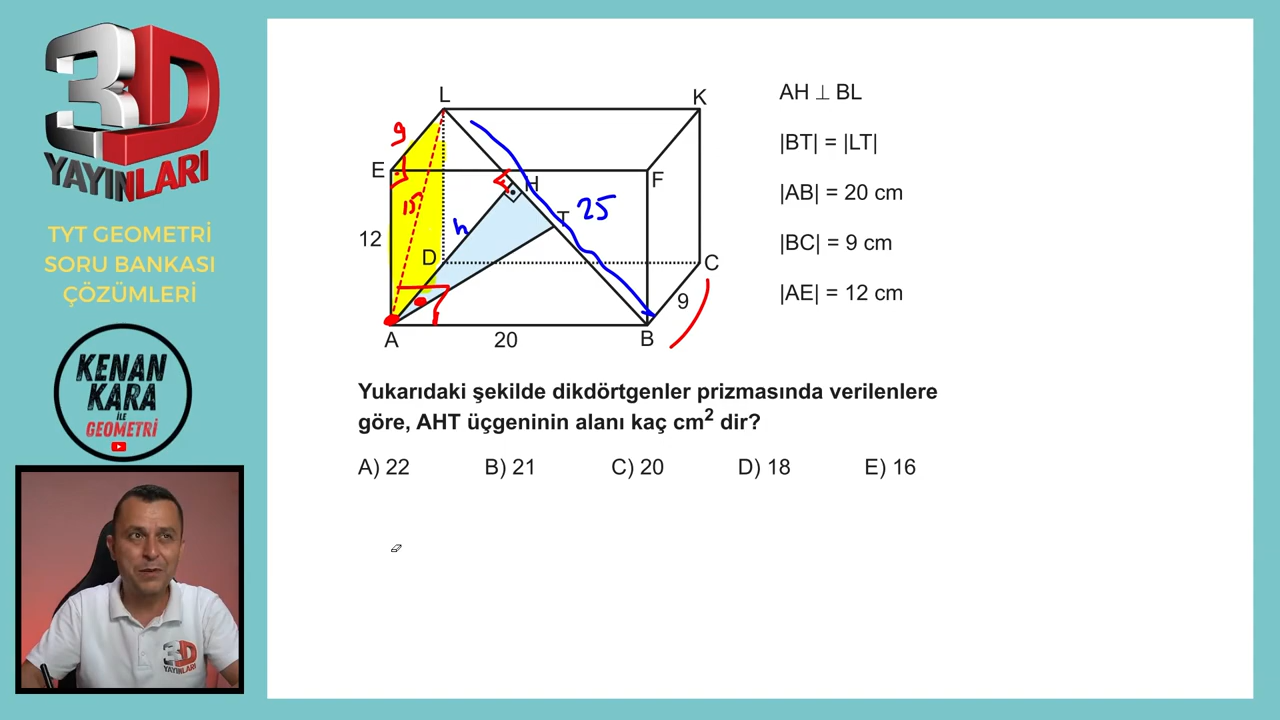 3D
YAYINLARI
TYT GEOMETRİ
SORU BANKASI
ÇÖZÜMLERİ
KENAN
KARA
İLE
GEOMETRİ
3D
YAYINLARI
L
K
9
E
F
H
15
T
25
12
h
D
C
9
A
20
B
AH ⊥ BL
|BT| = |LT|
|AB| = 20 cm
|BC| = 9 cm
|AE| = 12 cm
Yukarıdaki şekilde dikdörtgenler prizmasında verilenlere
göre, AHT üçgeninin alanı kaç cm² dir?
A) 22 B) 21 C) 20 D) 18 E) 16